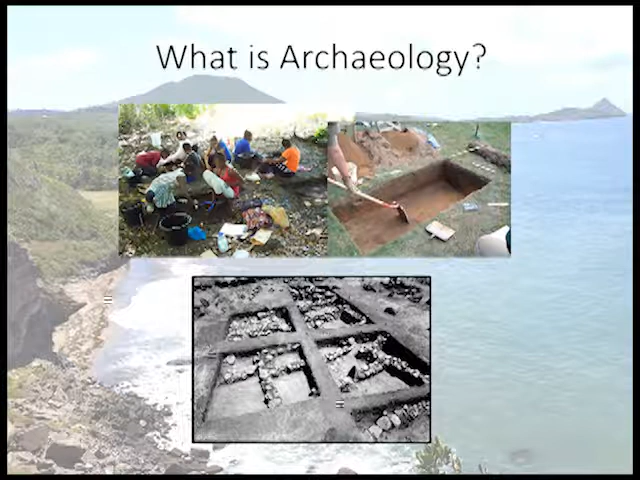 What is Archaeology?
=
=